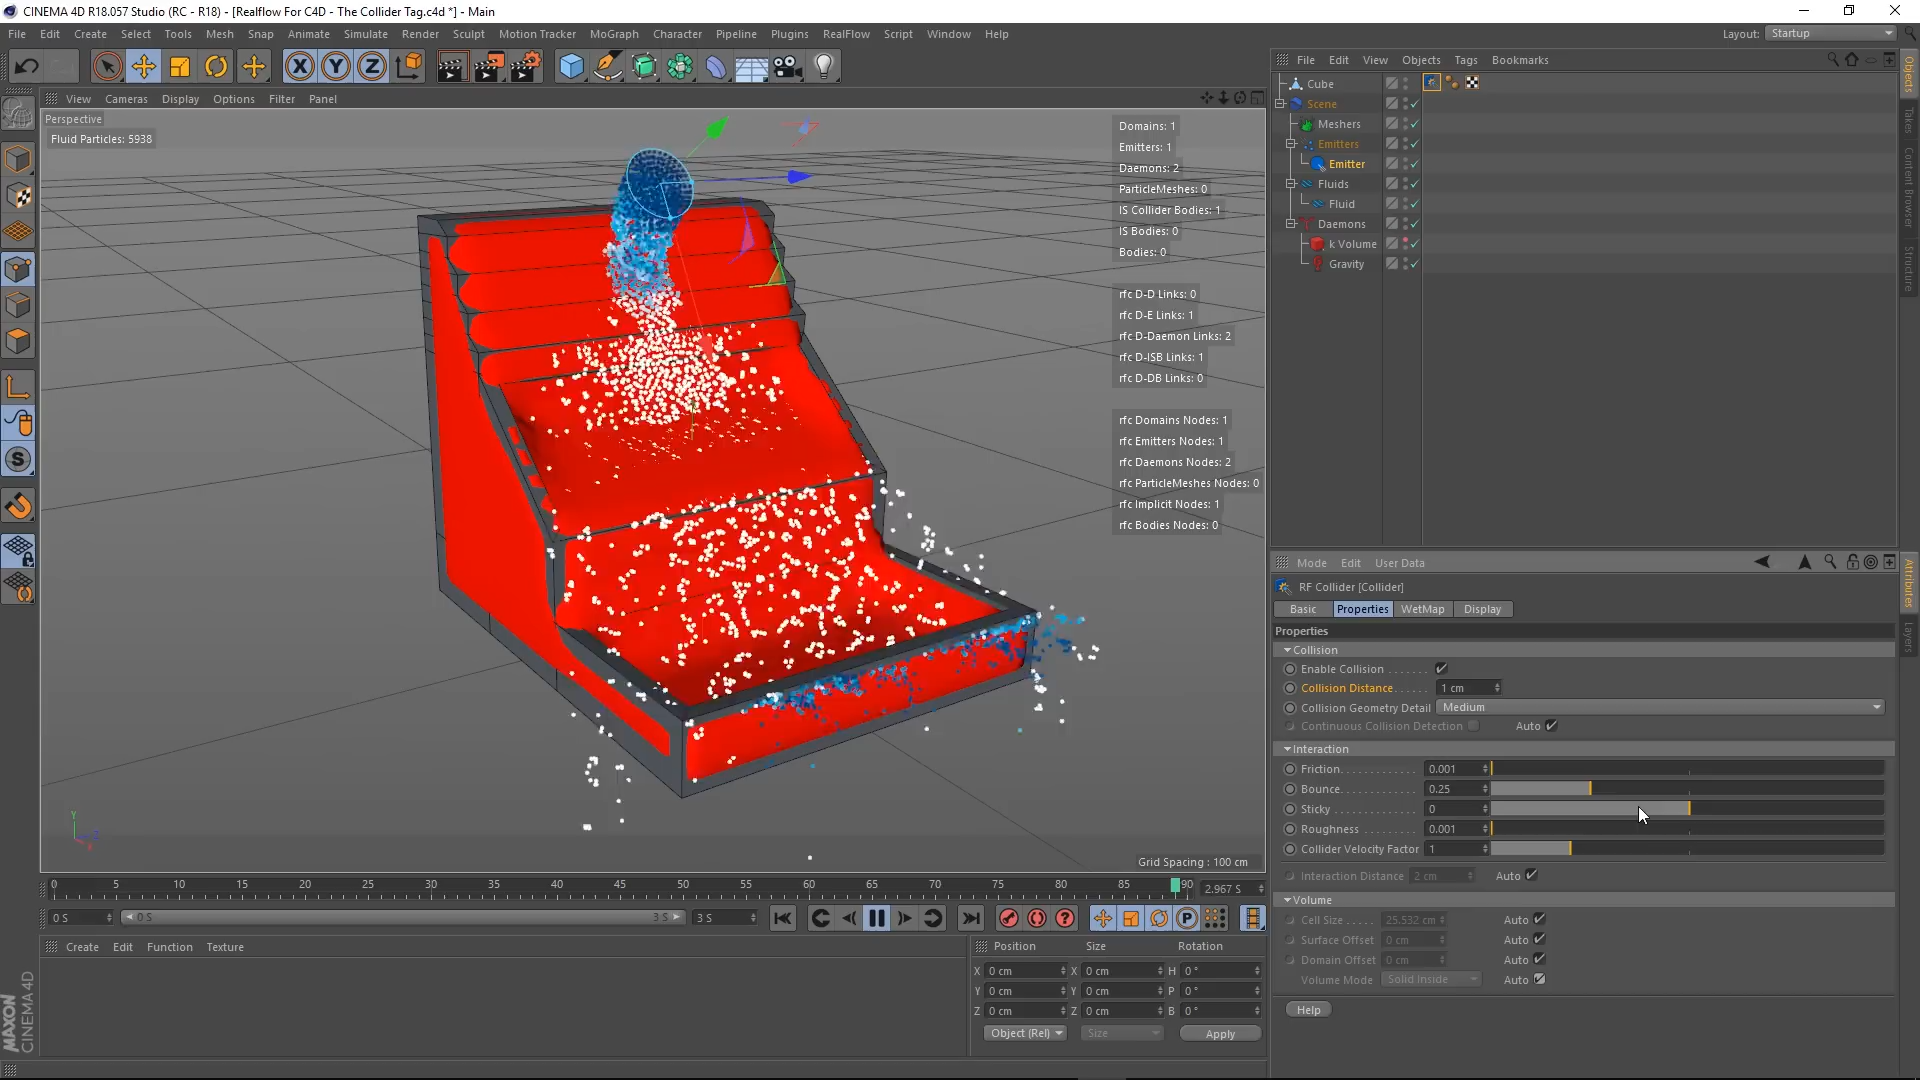 CINEMA 4D R18.057 Studio (RC - R18) - [Realflow For C4D - The Collider Tag.c4d *] - Main
File Edit Create Select Tools Mesh Snap Animate Simulate Render Sculpt Motion Tracker MoGraph Character Pipeline Plugins RealFlow Script Window Help
Layout: Startup
View Cameras Display Options Filter Panel
Perspective
Fluid Particles: 5938
Domains: 1
Emitters: 1
Daemons: 2
ParticleMeshes: 0
IS Collider Bodies: 1
IS Bodies: 0
Bodies: 0
rfc D-D Links: 0
rfc D-E Links: 1
rfc D-Daemon Links: 2
rfc D-ISB Links: 1
rfc D-DB Links: 0
rfc Domains Nodes: 1
rfc Emitters Nodes: 1
rfc Daemons Nodes: 2
rfc ParticleMeshes Nodes: 0
rfc Implicit Nodes: 1
rfc Bodies Nodes: 0
Y
Z
X
Grid Spacing : 100 cm
0 5 10 15 20 25 30 35 40 45 50 55 60 65 70 75 80 85 90
2.967 S
0 S
0 S
3 S
3 S
Create Edit Function Texture
Position Size Rotation
X 0 cm X 0 cm H 0 °
Y 0 cm Y 0 cm P 0 °
Z 0 cm Z 0 cm B 0 °
Object (Rel) Size Apply
MAXON
CINEMA 4D
File Edit View Objects Tags Bookmarks
Cube
Scene
Meshers
Emitters
Emitter
Fluids
Fluid
Daemons
k Volume
Gravity
Objects
Takes
Content Browser
Structure
Mode Edit User Data
RF Collider [Collider]
Basic Properties WetMap Display
Properties
Collision
Enable Collision
Collision Distance 1 cm
Collision Geometry Detail Medium
Continuous Collision Detection Auto
Interaction
Friction 0.001
Bounce 0.25
Sticky 0
Roughness 0.001
Collider Velocity Factor 1
Interaction Distance 2 cm Auto
Volume
Cell Size 25.532 cm Auto
Surface Offset 0 cm Auto
Domain Offset 0 cm Auto
Volume Mode Solid Inside Auto
Help
Attributes
Layers